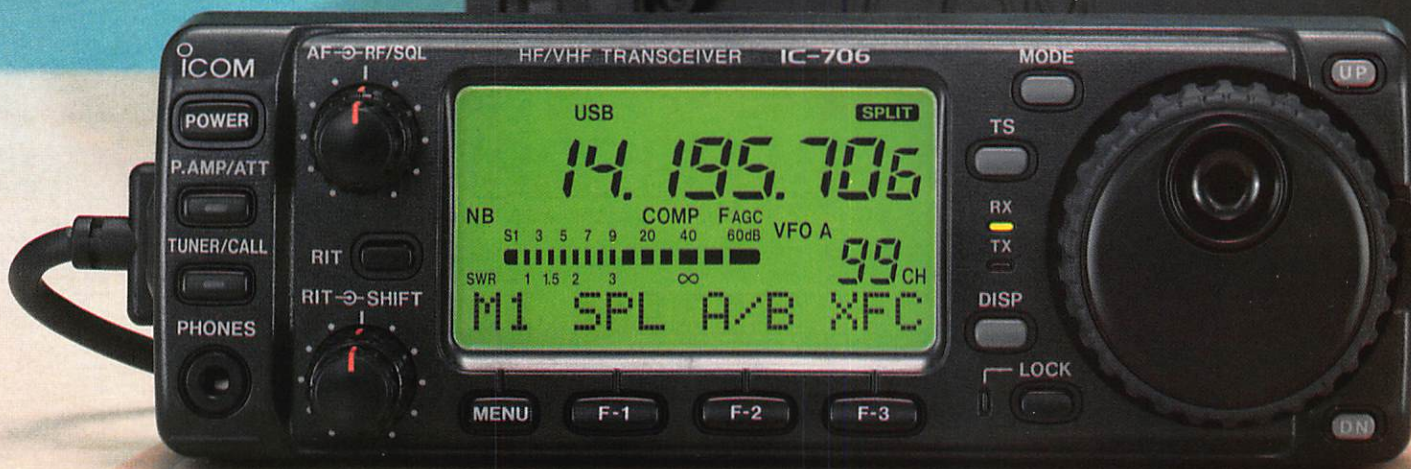 ICOM
POWER
P.AMP/ATT
TUNER/CALL
PHONES
AF RF/SQL
RIT
RIT SHIFT
HF/VHF TRANSCEIVER IC-706
USB SPLIT
14.195.706
NB COMP FAGC
S1 3 5 7 9 20 40 60dB VFO A
99 CH
SWR 1 1.5 2 3 ∞
M1 SPL A/B XFC
MENU F-1 F-2 F-3
MODE
TS
RX
TX
DISP
LOCK
UP
DN